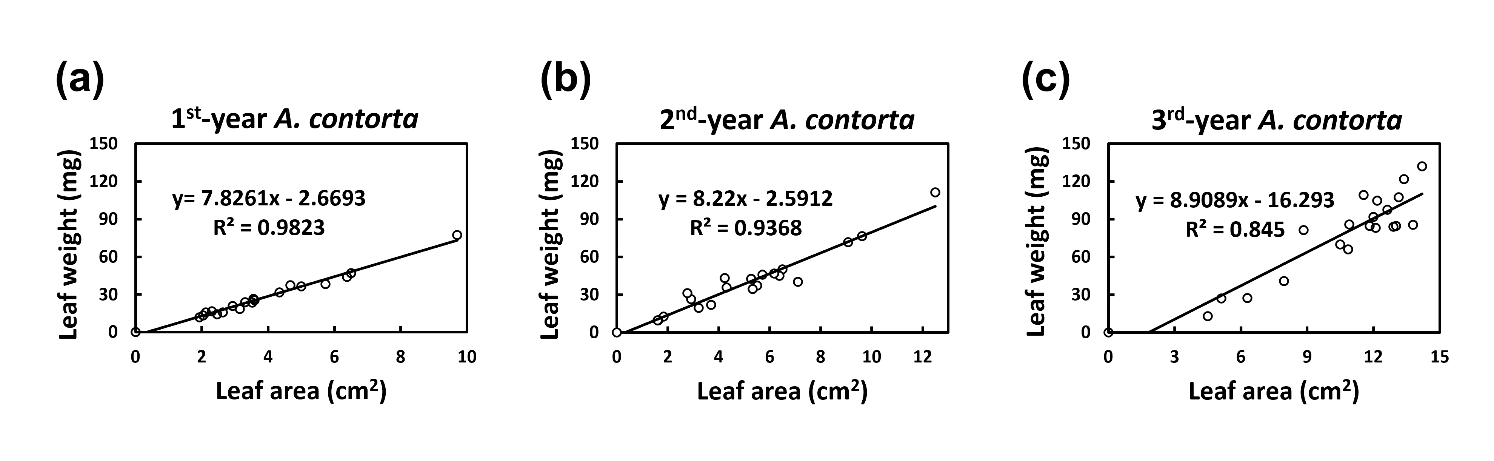 (a)
1st-year A. contorta
Leaf weight (mg)
150
120
90
60
30
0
y= 7.8261x - 2.6693
R² = 0.9823
0 2 4 6 8 10
Leaf area (cm²)
(b)
2nd-year A. contorta
Leaf weight (mg)
150
120
90
60
30
0
y = 8.22x - 2.5912
R² = 0.9368
0 2 4 6 8 10 12
Leaf area (cm²)
(c)
3rd-year A. contorta
Leaf weight (mg)
150
120
90
60
30
0
y = 8.9089x - 16.293
R² = 0.845
0 3 6 9 12 15
Leaf area (cm²)